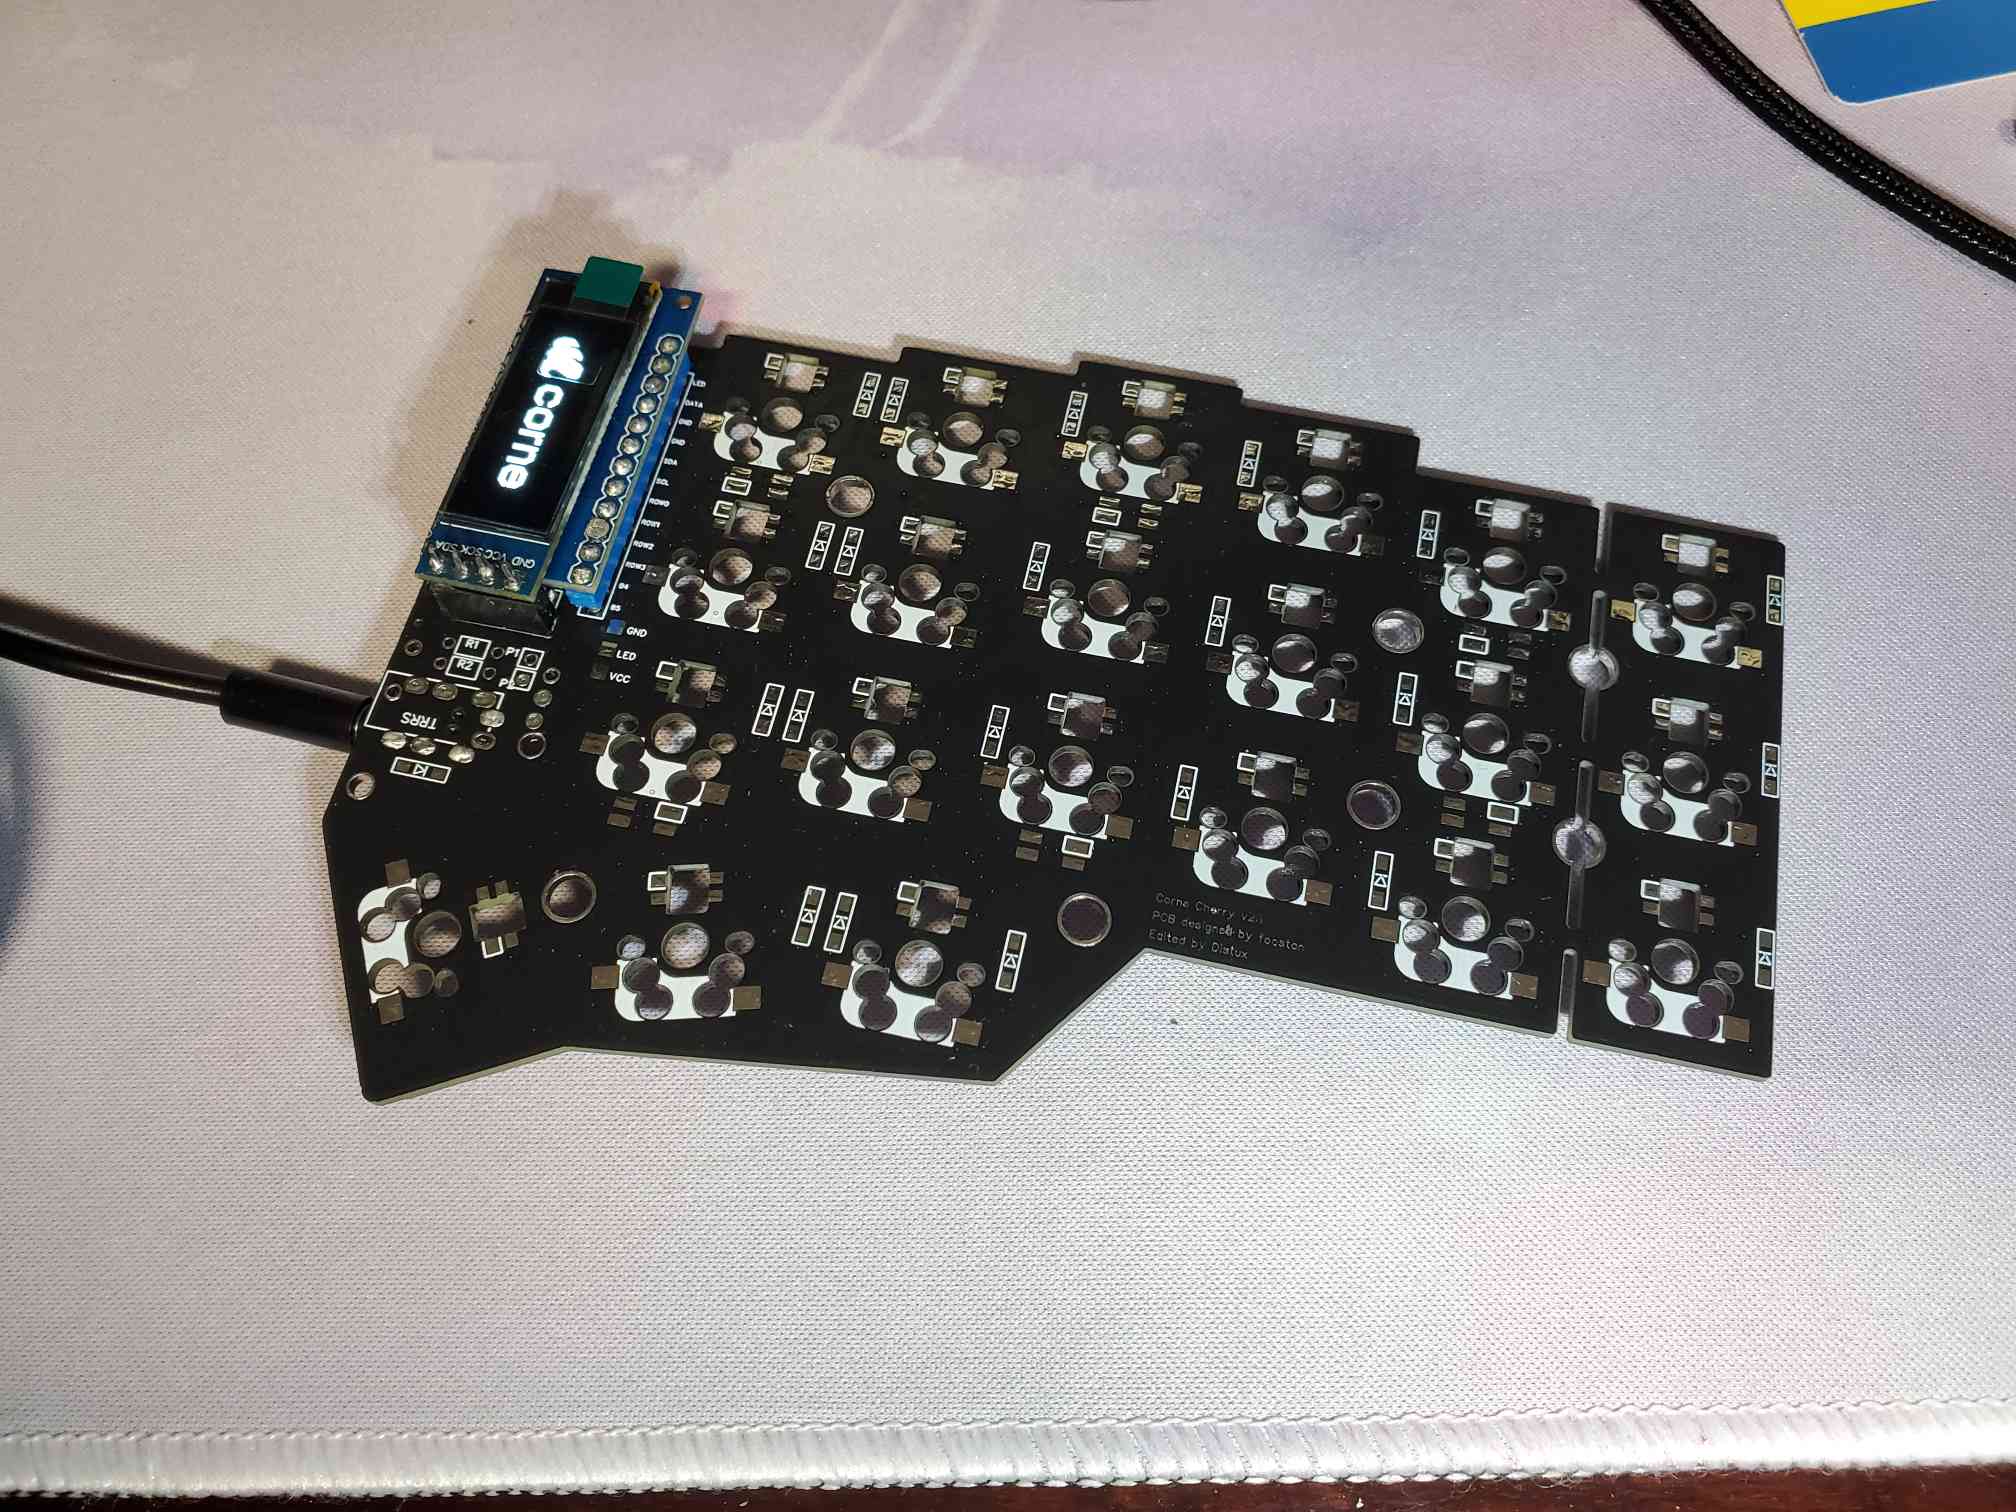 corne
GND VCC SCK SDA
LED
DATA
GND
GND
SDA
SCL
ROW0
ROW1
ROW2
ROW3
D4
B5
GND
LED
VCC
R1
R2
P1
P2
TRRS
Corne Cherry v2.1
PCB designed by foostan
Edited by Diatux